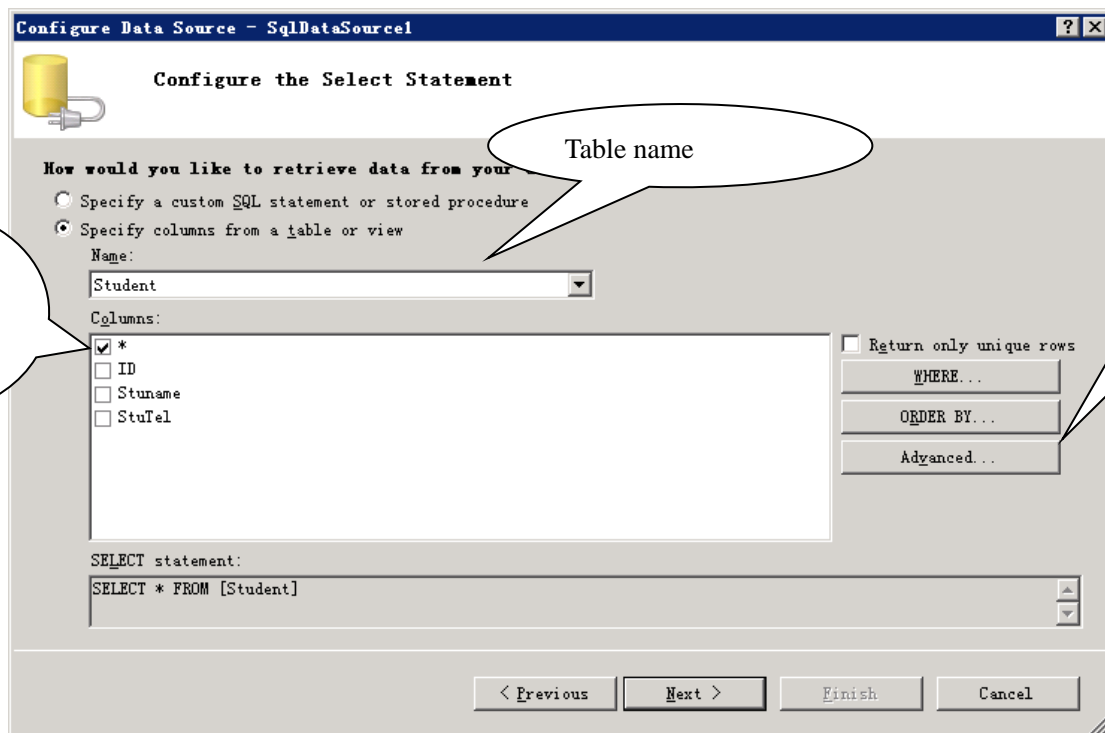 Configure Data Source - SqlDataSource1
Configure the Select Statement
Table name
How would you like to retrieve data from your
Specify a custom SQL statement or stored procedure
Specify columns from a table or view
Name:
Student
Columns:
*
ID
Stuname
StuTel
Return only unique rows
WHERE...
ORDER BY...
Advanced...
SELECT statement:
SELECT * FROM [Student]
< Previous
Next >
Finish
Cancel